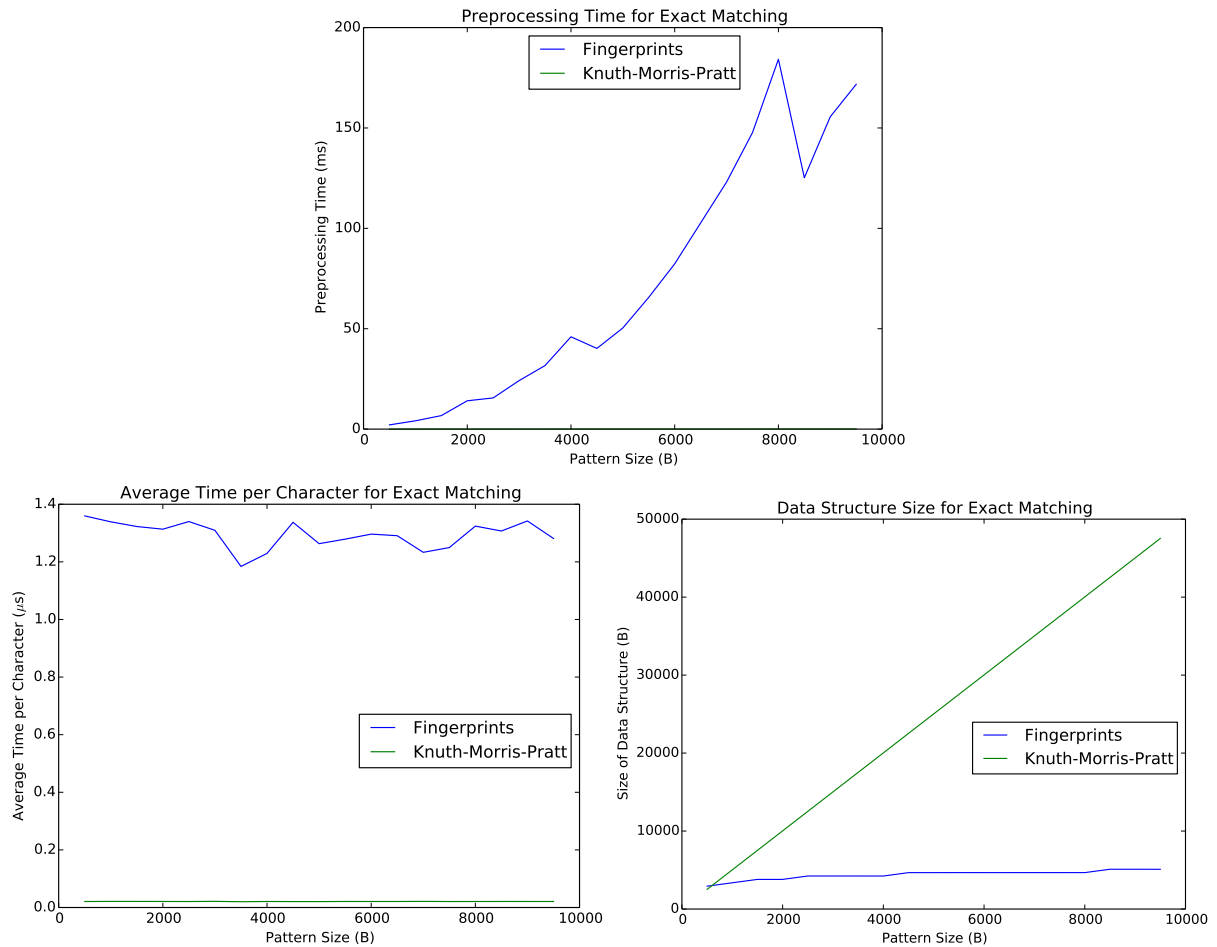 Preprocessing Time for Exact Matching
200
150
100
50
0
Preprocessing Time (ms)
Fingerprints
Knuth-Morris-Pratt
0 2000 4000 6000 8000 10000
Pattern Size (B)
Average Time per Character for Exact Matching
1.4
1.2
1.0
0.8
0.6
0.4
0.2
0.0
Average Time per Character (μs)
Fingerprints
Knuth-Morris-Pratt
0 2000 4000 6000 8000 10000
Pattern Size (B)
Data Structure Size for Exact Matching
50000
40000
30000
20000
10000
0
Size of Data Structure (B)
Fingerprints
Knuth-Morris-Pratt
0 2000 4000 6000 8000 10000
Pattern Size (B)